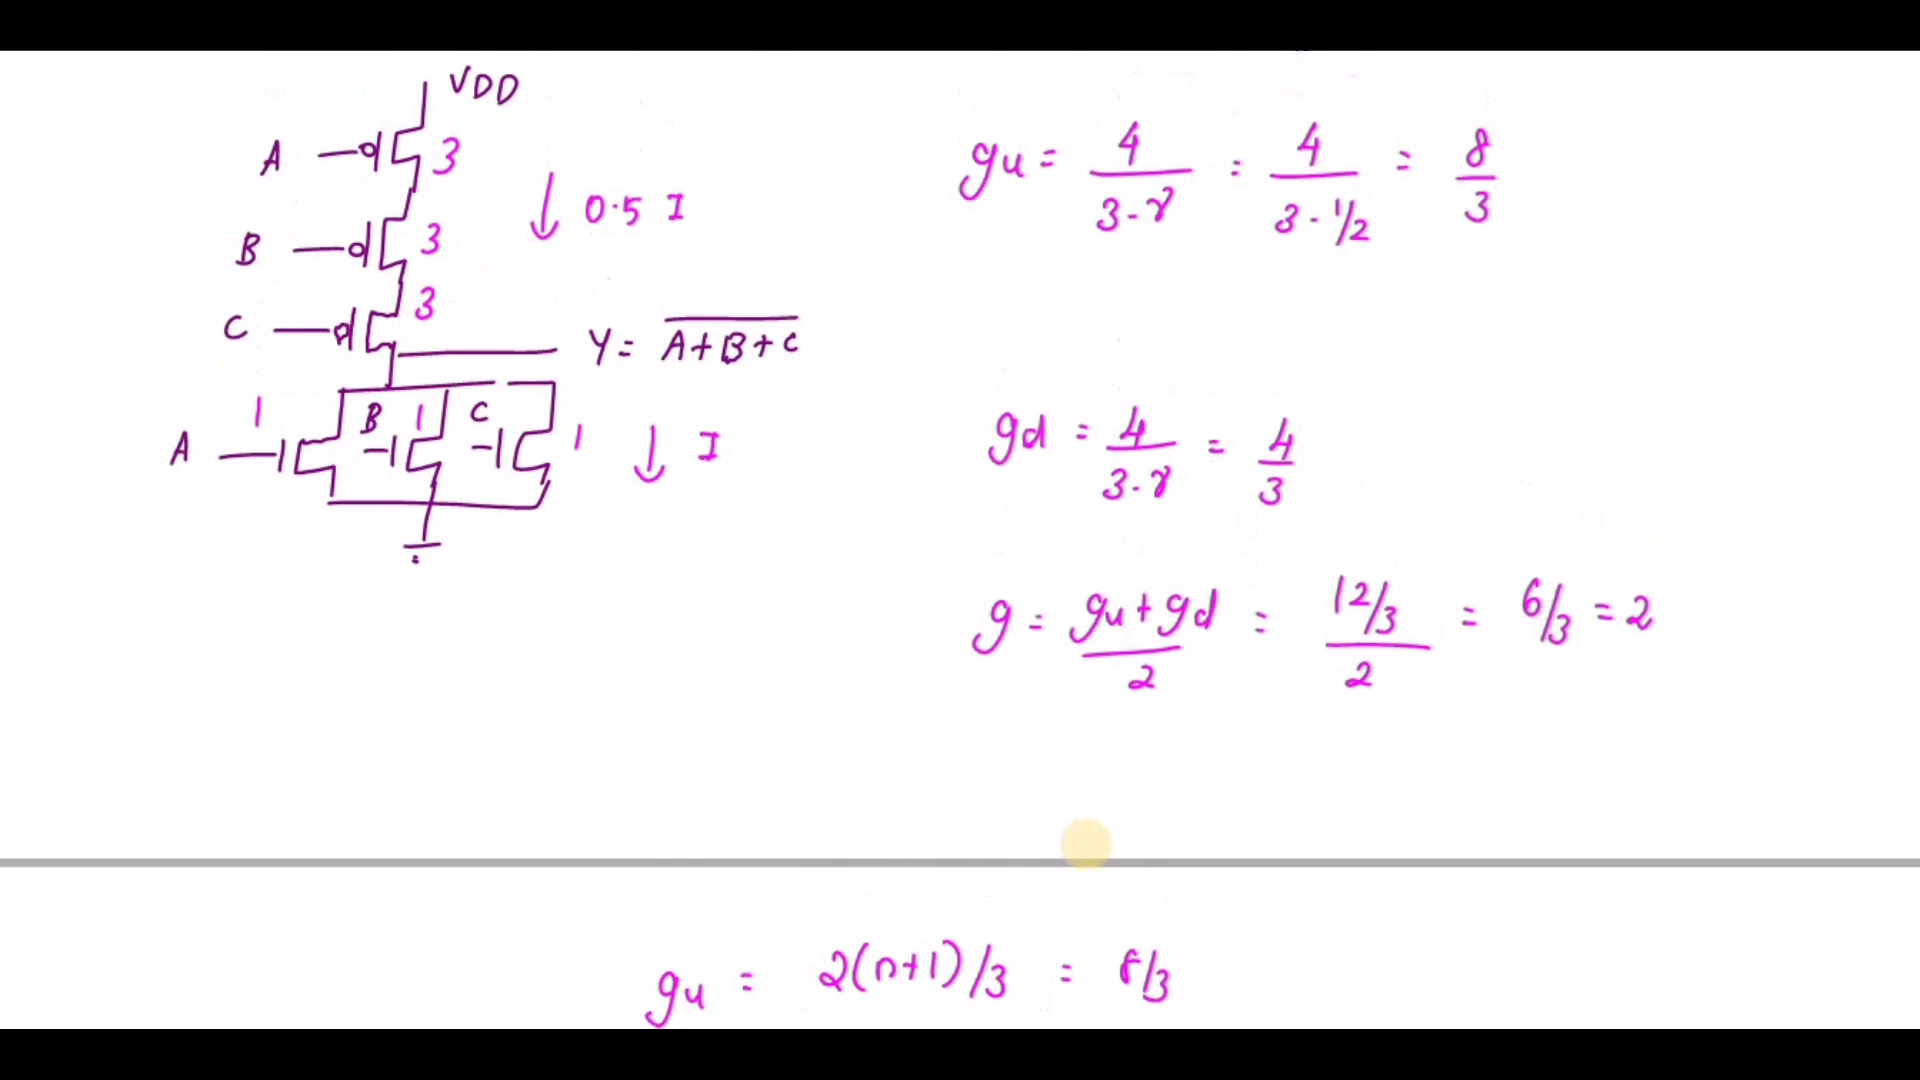 VDD
A 3
↓ 0.5 I
B 3
C 3
Y = \overline{A+B+C}
A 1 B 1 C 1 ↓ I
gu = 4/(3·γ) = 4/(3·1/2) = 8/3
gd = 4/(3·γ) = 4/3
g = (gu+gd)/2 = (12/3)/2 = 6/3 = 2
gu = 2(n+1)/3 = 8/3